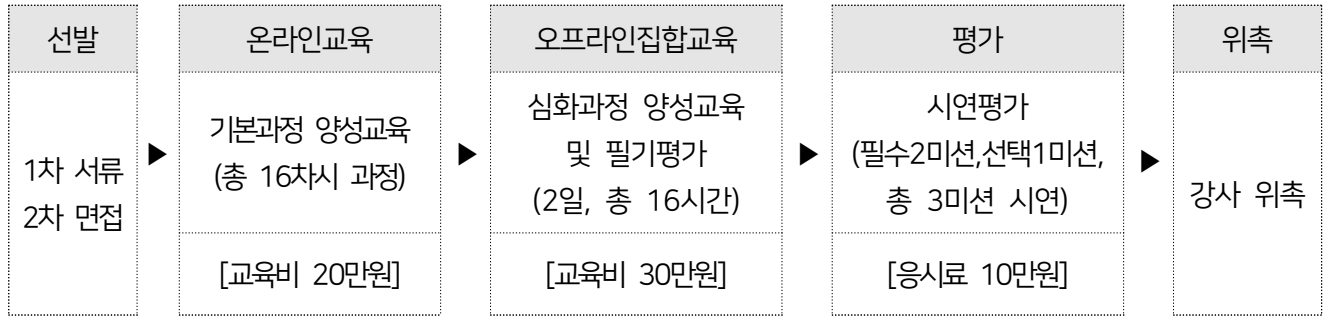 선발
1차 서류
2차 면접
▶
온라인교육
기본과정 양성교육
(총 16차시 과정)
[교육비 20만원]
▶
오프라인집합교육
심화과정 양성교육
및 필기평가
(2일, 총 16시간)
[교육비 30만원]
▶
평가
시연평가
(필수2미션,선택1미션,
총 3미션 시연)
[응시료 10만원]
▶
위촉
강사 위촉